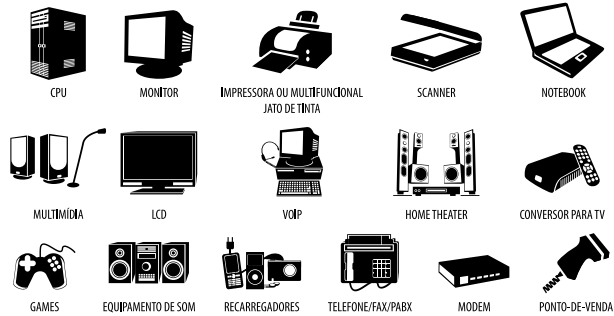 CPU
MONITOR
IMPRESSORA OU MULTIFUNCIONAL
JATO DE TINTA
SCANNER
NOTEBOOK
MULTIMÍDIA
LCD
VOIP
HOME THEATER
CONVERSOR PARA TV
GAMES
EQUIPAMENTO DE SOM
RECARREGADORES
TELEFONE/FAX/PABX
MODEM
PONTO-DE-VENDA